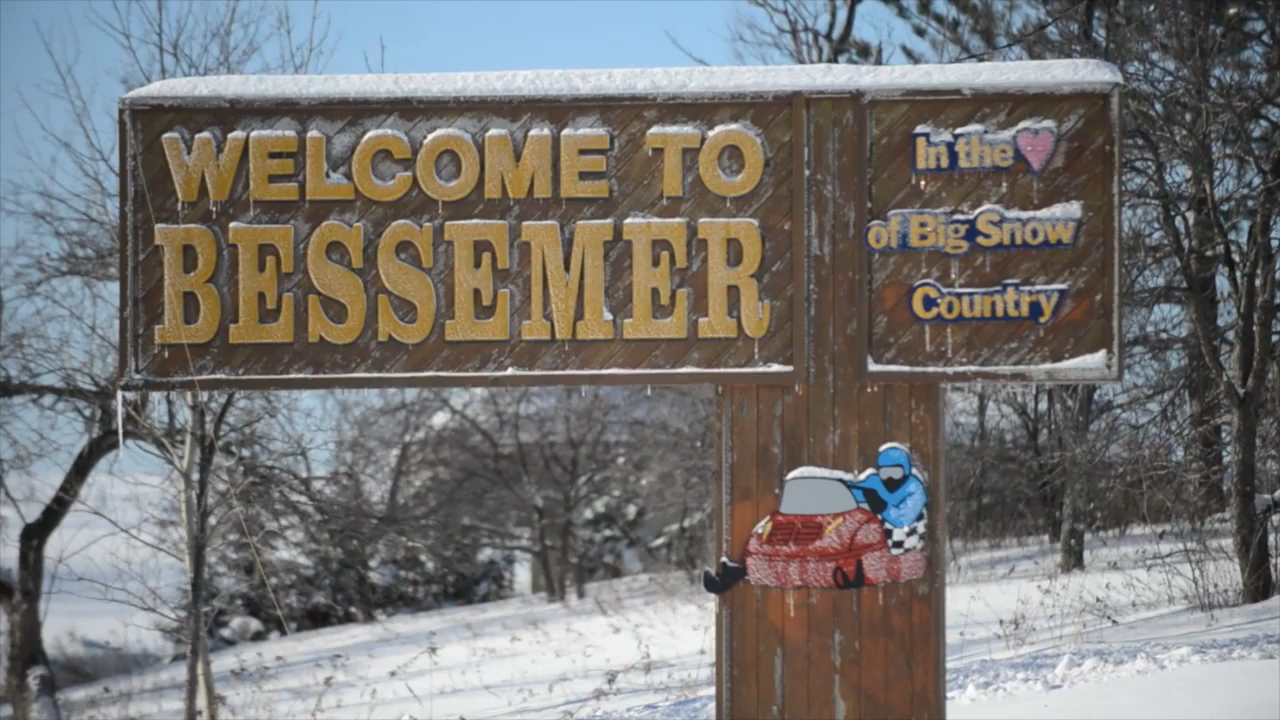 WELCOME TO
BESSEMER
In the
of Big Snow
Country